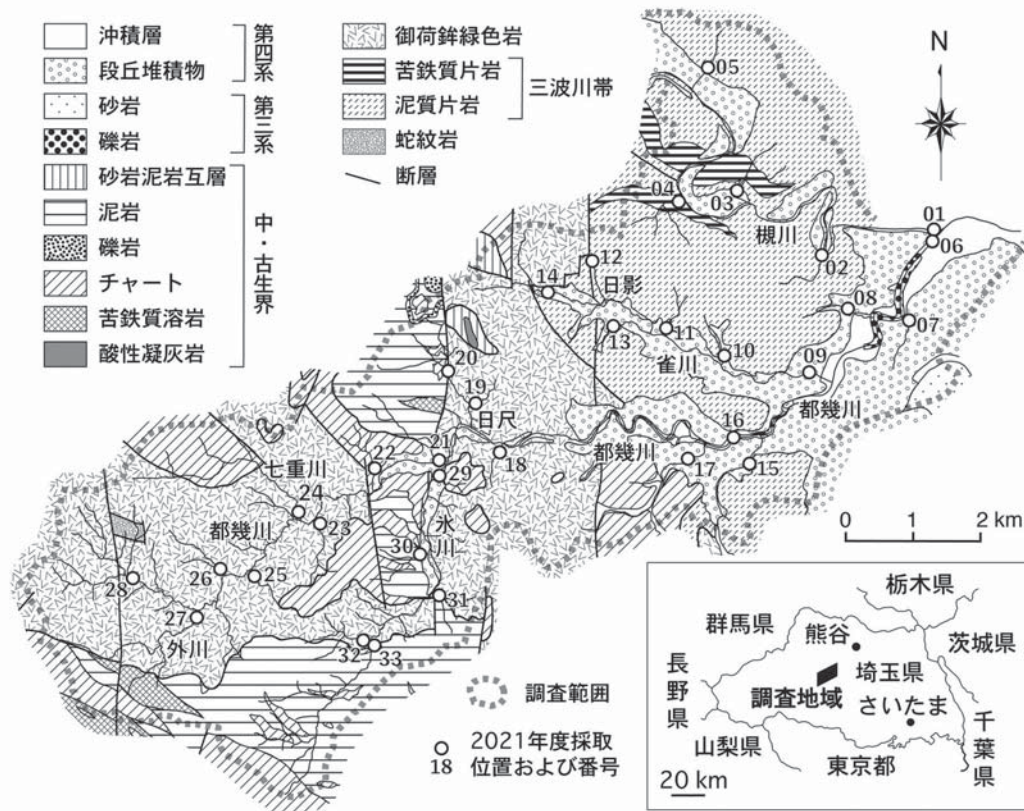 沖積層
段丘堆積物
第四系
砂岩
礫岩
第三系
砂岩泥岩互層
泥岩
礫岩
チャート
苦鉄質溶岩
酸性凝灰岩
中・古生界
御荷鉾緑色岩
苦鉄質片岩
泥質片岩
三波川帯
蛇紋岩
断層
N
05
04
03
槻川
01
06
02
12
14
日影
08
07
13
11
10
雀川
09
都幾川
20
19
日尺
16
都幾川
21
18
17
15
22
29
七重川
24
23
都幾川
氷川
30
26
25
28
31
27
外川
32
33
0 1 2 km
調査範囲
2021年度採取
18 位置および番号
栃木県
群馬県
熊谷
茨城県
長野県
埼玉県
調査地域
さいたま
千葉県
山梨県
東京都
20 km